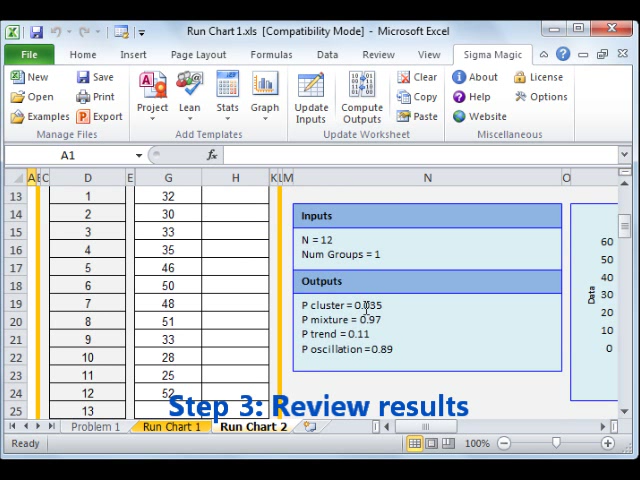 Run Chart 1.xls [Compatibility Mode] - Microsoft Excel
File Home Insert Page Layout Formulas Data Review View Sigma Magic
New Save Project Lean Stats Graph Update Inputs Compute Outputs Clear About License
Open Print Copy Help Options
Examples Export Paste Website
Manage Files Add Templates Update Worksheet Miscellaneous
A1 fx
A B C D E G H K L M N O
13 1 32
14 2 30 Inputs
15 3 33 N = 12
16 4 35 Num Groups = 1
17 5 46
18 6 50 Outputs
19 7 48 P cluster = 0.035
20 8 51 P mixture = 0.97
21 9 33 P trend = 0.11
22 10 28 P oscillation = 0.89
23 11 25
24 12 52
25 13
60
50
40
30
20
10
0
Data
Step 3: Review results
Problem 1 Run Chart 1 Run Chart 2
Ready 100%